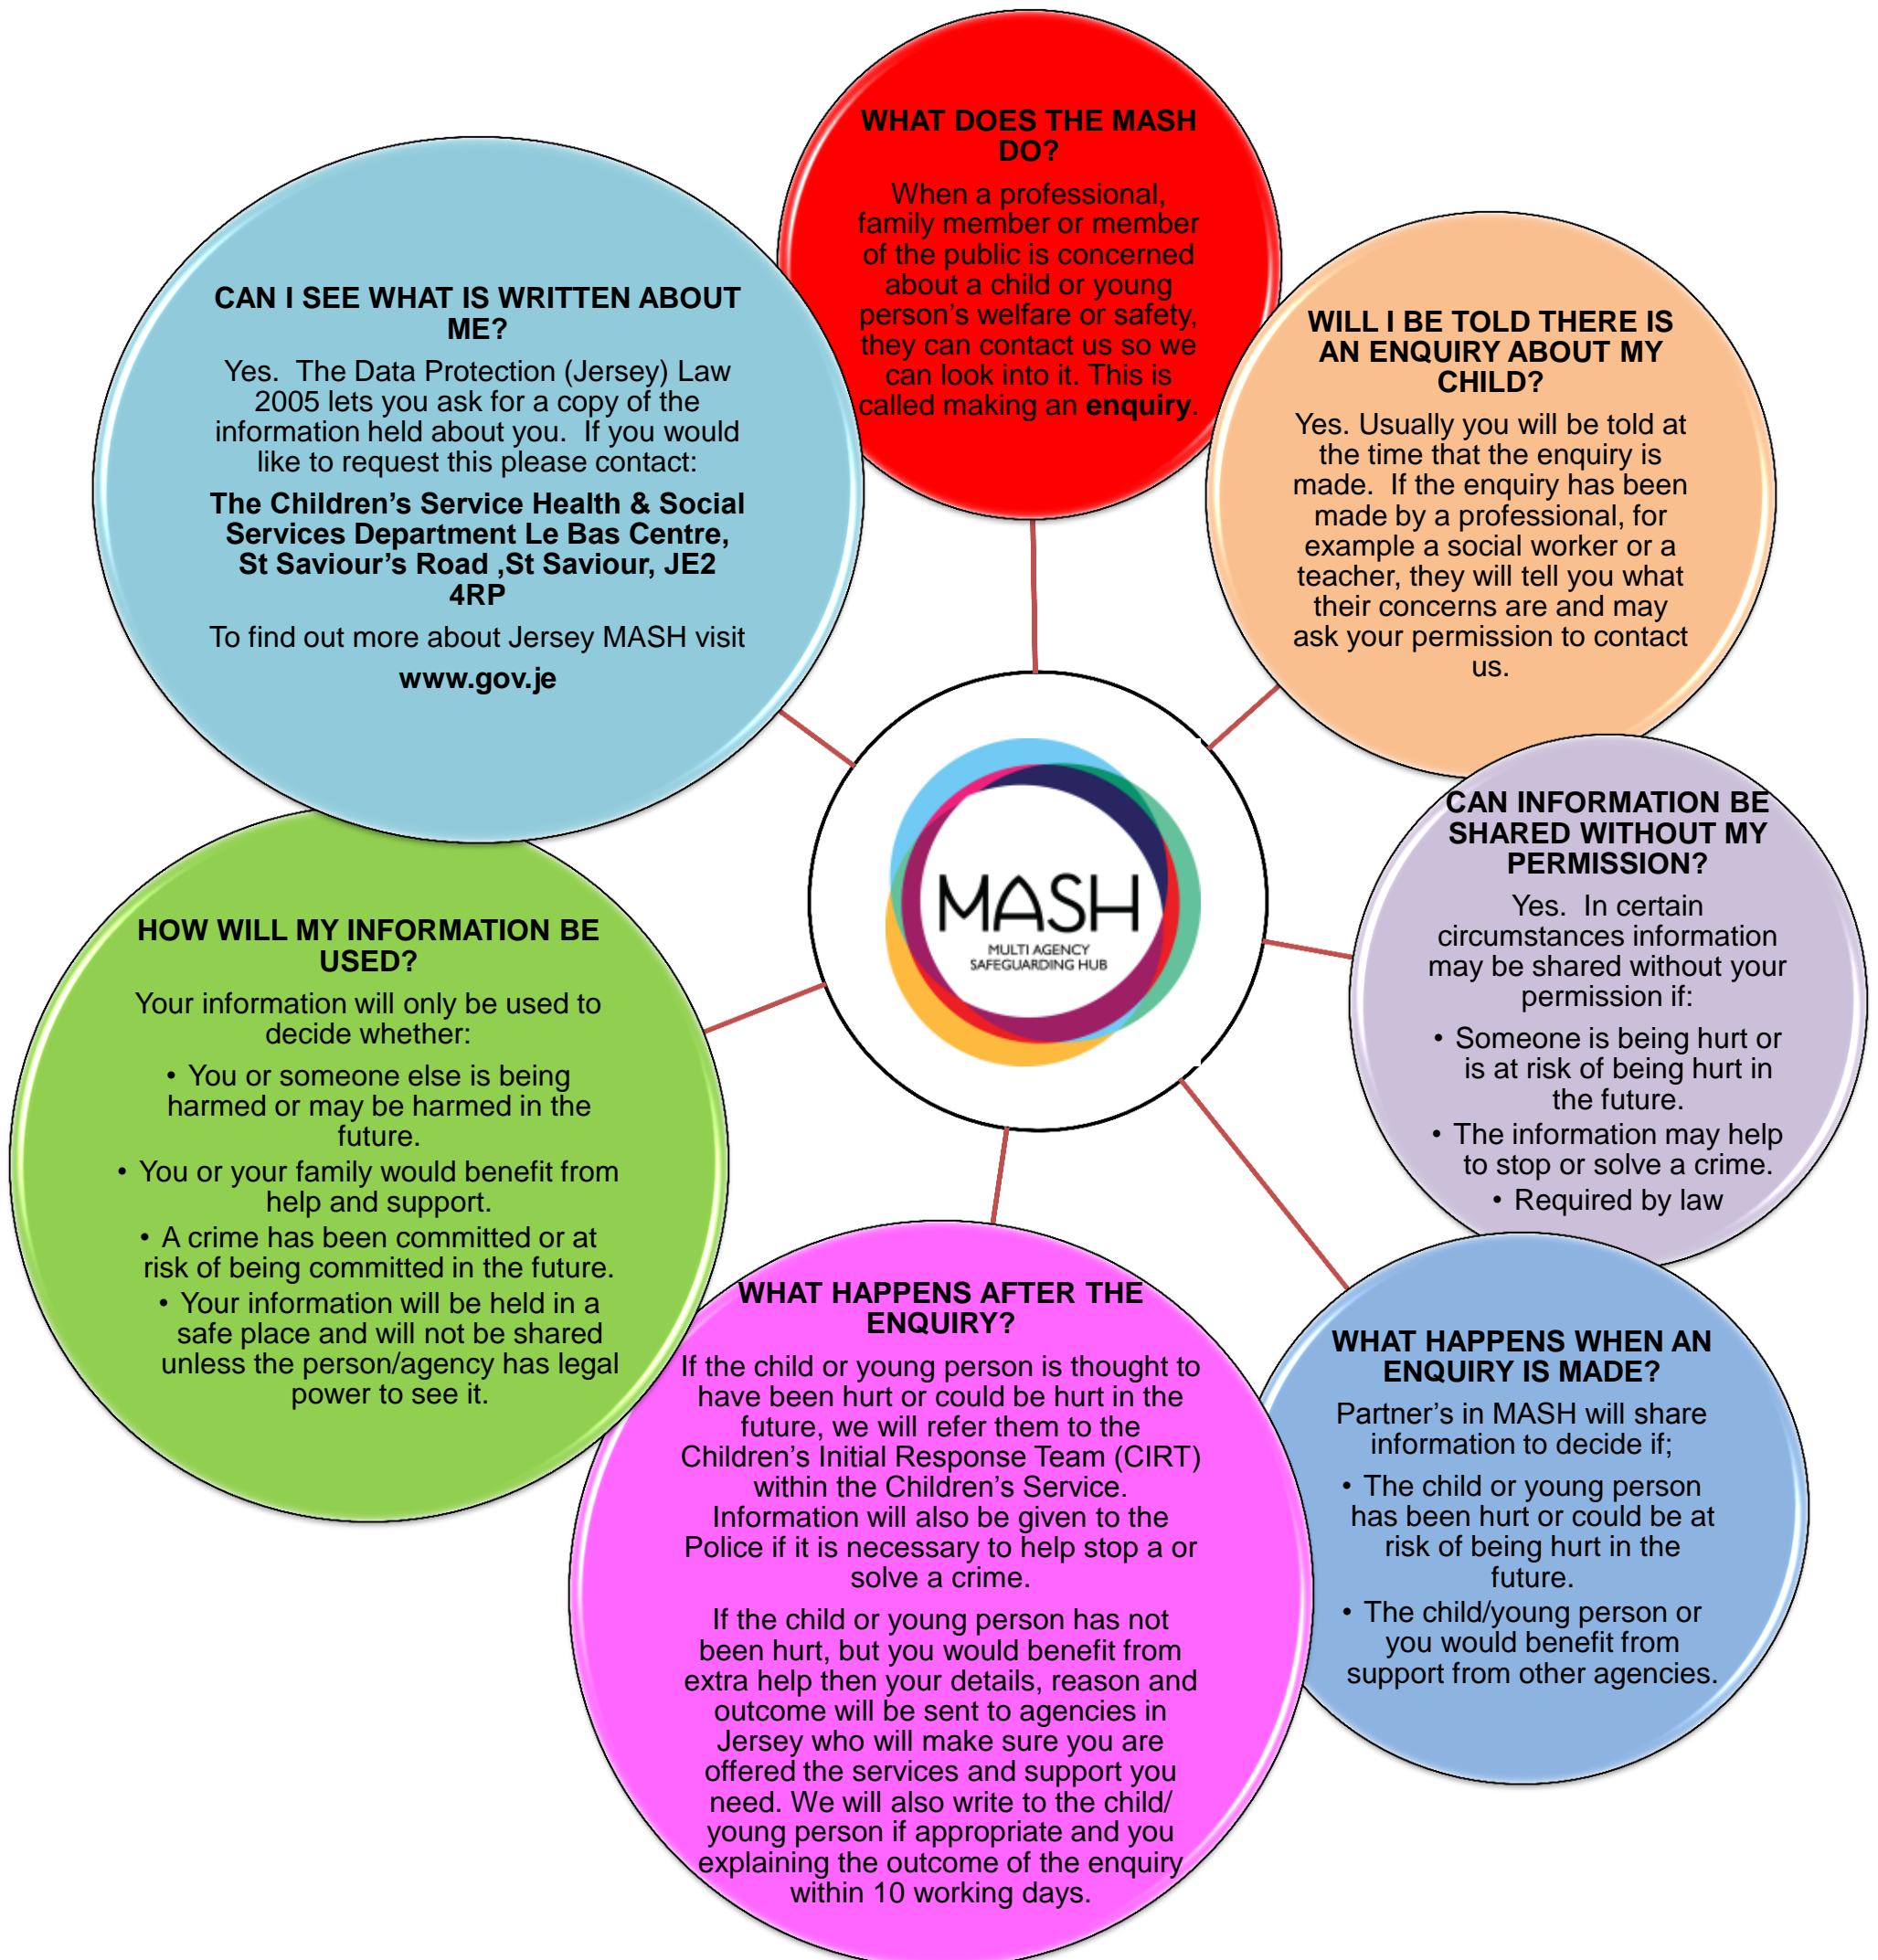 WHAT DOES THE MASH
DO?
When a professional,
family member or member
of the public is concerned
about a child or young
person's welfare or safety,
they can contact us so we
can look into it. This is
called making an enquiry.
WILL I BE TOLD THERE IS
AN ENQUIRY ABOUT MY
CHILD?
Yes. Usually you will be told at
the time that the enquiry is
made.  If the enquiry has been
made by a professional, for
example a social worker or a
teacher, they will tell you what
their concerns are and may
ask your permission to contact
us.
CAN INFORMATION BE
SHARED WITHOUT MY
PERMISSION?
Yes.  In certain
circumstances information
may be shared without your
permission if:
• Someone is being hurt or
is at risk of being hurt in
the future.
• The information may help
to stop or solve a crime.
• Required by law
WHAT HAPPENS WHEN AN
ENQUIRY IS MADE?
Partner's in MASH will share
information to decide if;
• The child or young person
has been hurt or could be at
risk of being hurt in the
future.
• The child/young person or
you would benefit from
support from other agencies.
WHAT HAPPENS AFTER THE
ENQUIRY?
If the child or young person is thought to
have been hurt or could be hurt in the
future, we will refer them to the
Children's Initial Response Team (CIRT)
within the Children's Service.
Information will also be given to the
Police if it is necessary to help stop a or
solve a crime.
If the child or young person has not
been hurt, but you would benefit from
extra help then your details, reason and
outcome will be sent to agencies in
Jersey who will make sure you are
offered the services and support you
need. We will also write to the child/
young person if appropriate and you
explaining the outcome of the enquiry
within 10 working days.
HOW WILL MY INFORMATION BE
USED?
Your information will only be used to
decide whether:
• You or someone else is being
harmed or may be harmed in the
future.
• You or your family would benefit from
help and support.
• A crime has been committed or at
risk of being committed in the future.
• Your information will be held in a
safe place and will not be shared
unless the person/agency has legal
power to see it.
CAN I SEE WHAT IS WRITTEN ABOUT
ME?
Yes.  The Data Protection (Jersey) Law
2005 lets you ask for a copy of the
information held about you.  If you would
like to request this please contact:
The Children's Service Health & Social
Services Department Le Bas Centre,
St Saviour's Road ,St Saviour, JE2
4RP
To find out more about Jersey MASH visit
www.gov.je
MASH
MULTI AGENCY
SAFEGUARDING HUB